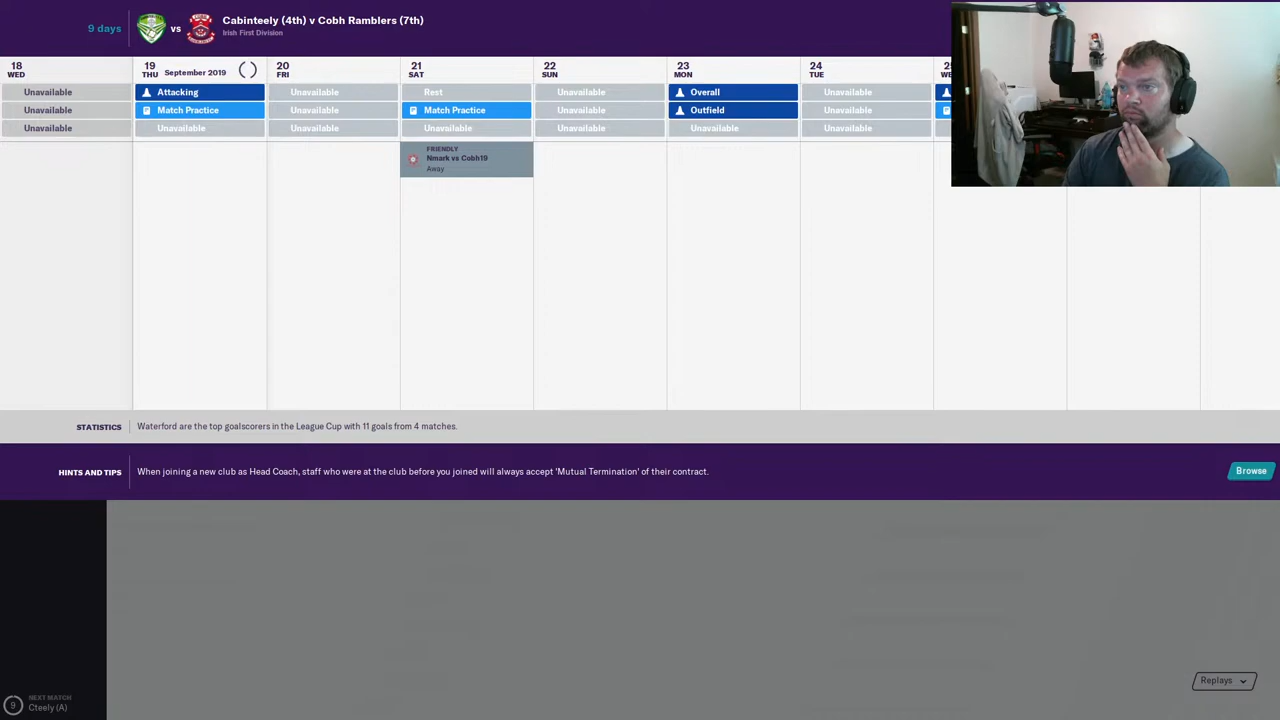 9 days
vs
Cabinteely (4th) v Cobh Ramblers (7th)
Irish First Division
18
WED
19
THU September 2019
20
FRI
21
SAT
22
SUN
23
MON
24
TUE
Unavailable Attacking Unavailable Rest Unavailable Overall Unavailable
Unavailable Match Practice Unavailable Match Practice Unavailable Outfield Unavailable
Unavailable Unavailable Unavailable Unavailable Unavailable Unavailable Unavailable
FRIENDLY
Nmark vs Cobh19
Away
STATISTICS Waterford are the top goalscorers in the League Cup with 11 goals from 4 matches.
HINTS AND TIPS When joining a new club as Head Coach, staff who were at the club before you joined will always accept 'Mutual Termination' of their contract.
Browse
Replays
9 NEXT MATCH
Cteely (A)